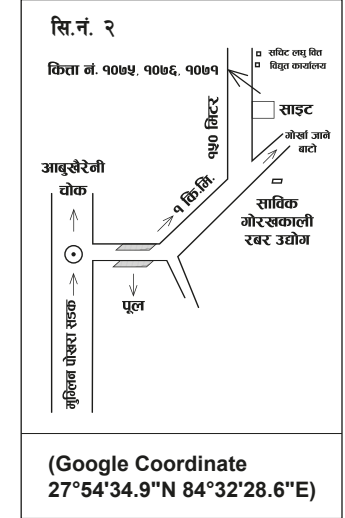 सि.नं. २
कित्ता नं. १०७५, १०७६, १०७१
सचिट लघु वित्त
विद्युत कार्यालय
१५० मिटर
साइट
गोर्खा जाने
बाटो
आबुखैरेनी
चोक
१ कि.मि.
साविक
गोरखकाली
रबर उद्योग
पूल
मुग्लिन पोखरा सडक
(Google Coordinate
27°54'34.9"N 84°32'28.6"E)